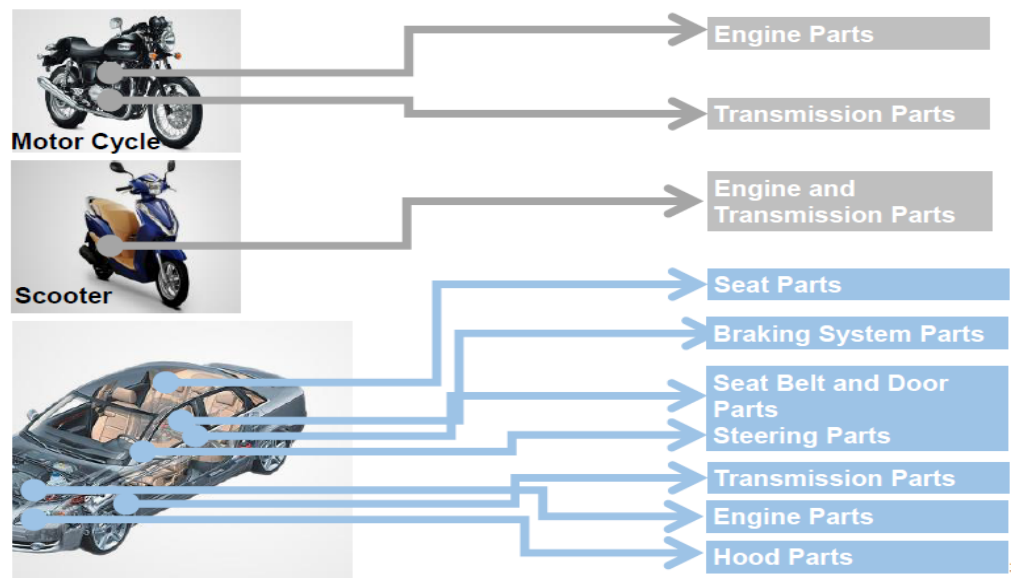 Engine Parts
Transmission Parts
Motor Cycle
Engine and
Transmission Parts
Scooter
Seat Parts
Braking System Parts
Seat Belt and Door
Parts
Steering Parts
Transmission Parts
Engine Parts
Hood Parts